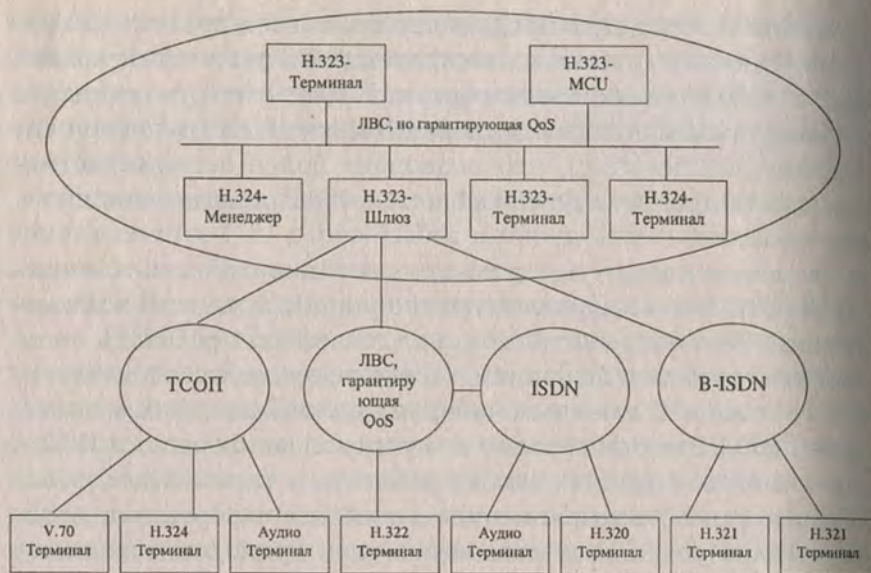 H.323-
Терминал
H.323-
MCU
ЛВС, но гарантирующая QoS
H.324-
Менеджер
H.323-
Шлюз
H.323-
Терминал
H.324-
Терминал
ТСОП
ЛВС,
гарантиру
ющая
QoS
ISDN
B-ISDN
V.70
Терминал
H.324
Терминал
Аудио
Терминал
H.322
Терминал
Аудио
Терминал
H.320
Терминал
H.321
Терминал
H.321
Терминал